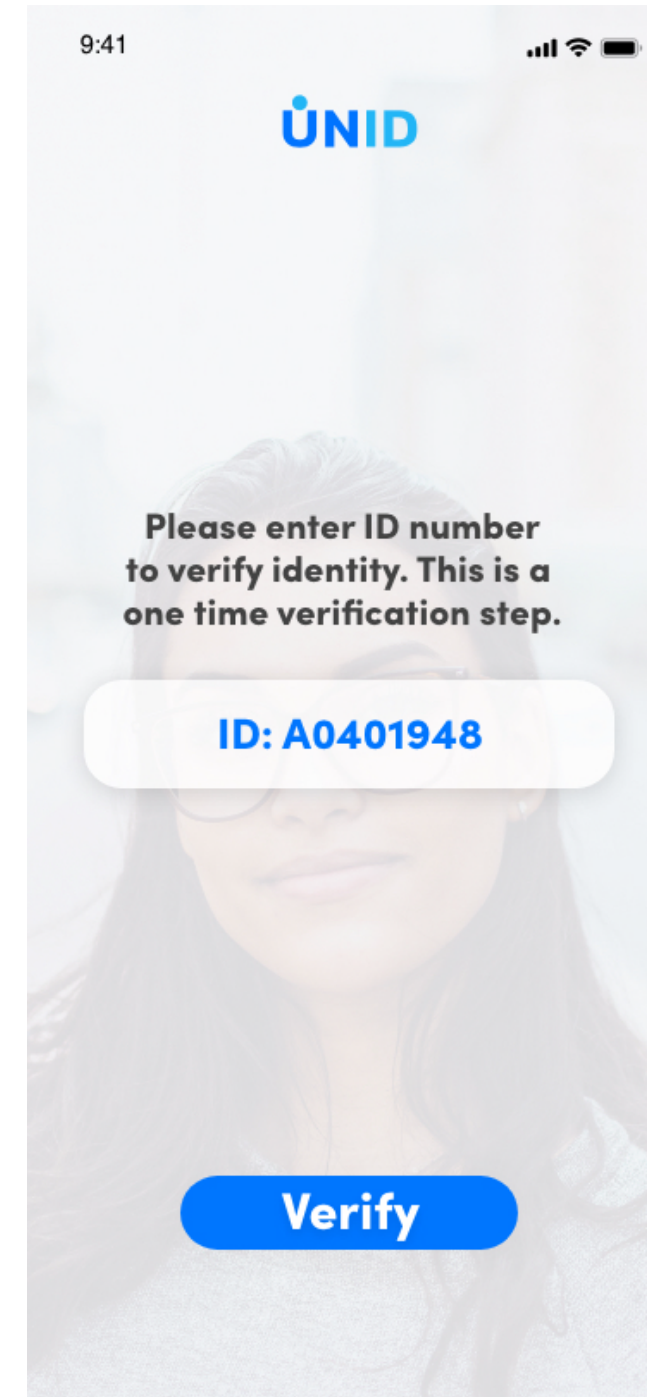 9:41
UNID
Please enter ID number
to verify identity. This is a
one time verification step.
ID: A0401948
Verify